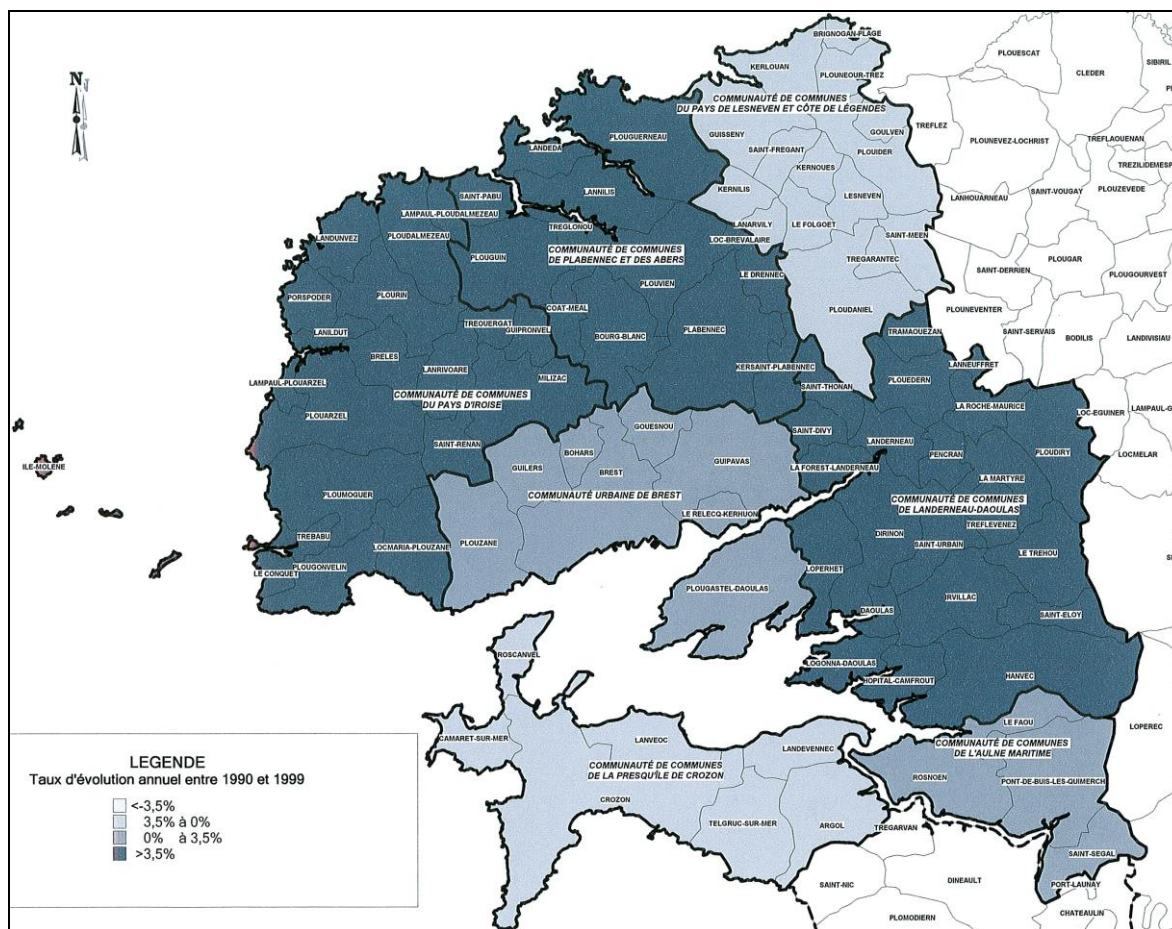 N
BRIGNOGAN-PLAGE
PLOUESCAT
SIBIRIL
CLEDER
KERLOUAN
PLOUNEOUR-TREZ
COMMUNAUTÉ DE COMMUNES
DU PAYS DE LESNEVEN ET CÔTE DE LÉGENDES
TREFLEZ
PLOUNEVEZ-LOCHRIST
TREFLAOUENAN
PLOUGUERNEAU
GUISSENY
GOULVEN
SAINT-FREGANT
PLOUIDER
LANDEDA
KERNOUES
TREZILIDE
MESP
LANNILIS
KERNILIS
LESNEVEN
LANHOUARNEAU
SAINT-VOUGAY
PLOUZEVEDE
SAINT-PABU
LAMPAUL-PLOUDALMEZEAU
TREGLONOU
LANARVILY
LE FOLGOET
LANDUNVEZ
PLOUDALMEZEAU
LOC-BREVALAIRE
SAINT-MEEN
COMMUNAUTÉ DE COMMUNES
DE PLABENNEC ET DES ABERS
PLOUGUIN
TREGARANTEC
PLOUGAR
LE DRENNEC
SAINT-DERRIEN
PLOUGOURVEST
PLOUVIEN
PORSPODER
PLOURIN
COAT-MEAL
PLOUDANIEL
PLOUNEVENTER
TREOUERGAT
GUIPRONVEL
PLABENNEC
BOURG-BLANC
TRAMAOUEZAN
SAINT-SERVAIS
BODILIS
LANDIVISIAU
LANILDUT
BRELES
LANRIVOARE
KERSAINT-PLABENNEC
LANNEUFFRET
MILIZAC
SAINT-THONAN
PLOUEDERN
LAMPAUL-PLOUARZEL
COMMUNAUTÉ DE COMMUNES
DU PAYS D'IROISE
LA ROCHE-MAURICE
LOC-EGUINER
LAMPAUL-G
PLOUARZEL
GOUESNOU
SAINT-DIVY
SAINT-RENAN
BOHARS
LANDERNEAU
PENCRAN
PLOUDIRY
LOCMELAR
ILE-MOLENE
GUILERS
BREST
GUIPAVAS
LA FOREST-LANDERNEAU
LA MARTYRE
PLOUMOGUER
COMMUNAUTÉ URBAINE DE BREST
COMMUNAUTÉ DE COMMUNES
DE LANDERNEAU-DAOULAS
LE RELECQ-KERHUON
TREFLEVENEZ
TREBABU
PLOUZANE
DIRINON
SAINT-URBAIN
LOCMARIA-PLOUZANE
LE TREHOU
LE CONQUET
PLOUGONVELIN
LOPERHET
PLOUGASTEL-DAOULAS
IRVILLAC
DAOULAS
SAINT-ELOY
ROSCANVEL
LOGONNA-DAOULAS
HOPITAL-CAMFROUT
HANVEC
LE FAOU
LOPEREC
CAMARET-SUR-MER
LANVEOC
LANDEVENNEC
COMMUNAUTÉ DE COMMUNES
DE L'AULNE MARITIME
COMMUNAUTÉ DE COMMUNES
DE LA PRESQU'ÎLE DE CROZON
ROSNOEN
PONT-DE-BUIS-LES-QUIMERCH
CROZON
TELGRUC-SUR-MER
ARGOL
TREGARVAN
SAINT-SEGAL
SAINT-NIC
DINEAULT
PORT-LAUNAY
PLOMODIERN
CHATEAULIN
LEGENDE
Taux d'évolution annuel entre 1990 et 1999
<-3,5%
3,5% à 0%
0% à 3,5%
>3,5%